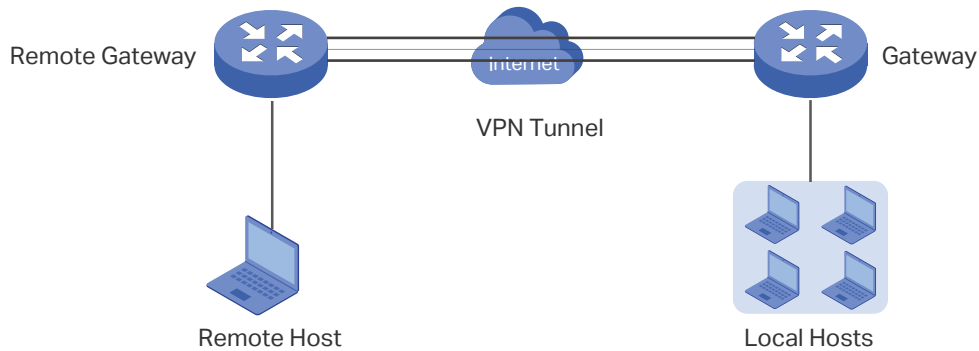 Remote Gateway
internet
Gateway
VPN Tunnel
Remote Host
Local Hosts